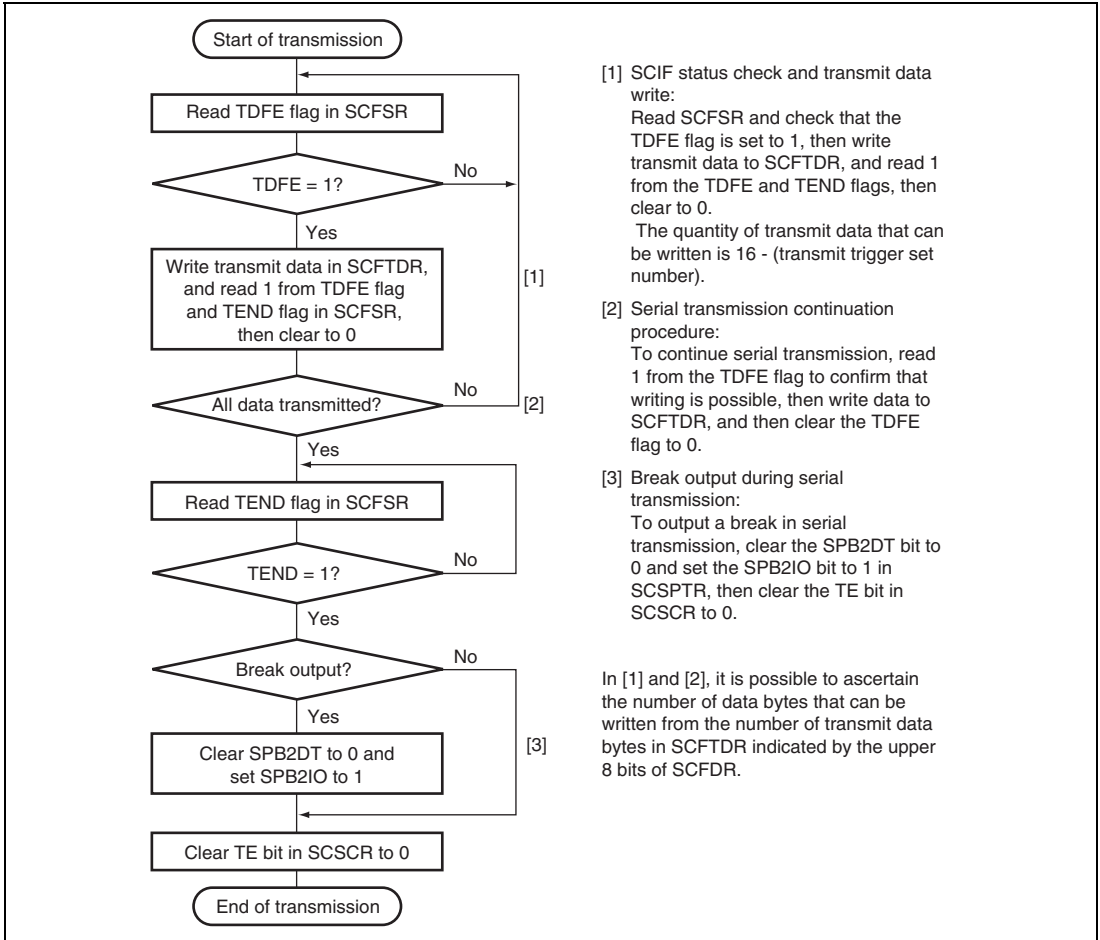 Start of transmission
Read TDFE flag in SCFSR
TDFE = 1?
No
Yes
Write transmit data in SCFTDR,
and read 1 from TDFE flag
and TEND flag in SCFSR,
then clear to 0
[1]
All data transmitted?
No
[2]
Yes
Read TEND flag in SCFSR
TEND = 1?
No
Yes
Break output?
No
Yes
Clear SPB2DT to 0 and
set SPB2IO to 1
[3]
Clear TE bit in SCSCR to 0
End of transmission
[1] SCIF status check and transmit data
write:
Read SCFSR and check that the
TDFE flag is set to 1, then write
transmit data to SCFTDR, and read 1
from the TDFE and TEND flags, then
clear to 0.
The quantity of transmit data that can
be written is 16 - (transmit trigger set
number).
[2] Serial transmission continuation
procedure:
To continue serial transmission, read
1 from the TDFE flag to confirm that
writing is possible, then write data to
SCFTDR, and then clear the TDFE
flag to 0.
[3] Break output during serial
transmission:
To output a break in serial
transmission, clear the SPB2DT bit to
0 and set the SPB2IO bit to 1 in
SCSPTR, then clear the TE bit in
SCSCR to 0.
In [1] and [2], it is possible to ascertain
the number of data bytes that can be
written from the number of transmit data
bytes in SCFTDR indicated by the upper
8 bits of SCFDR.